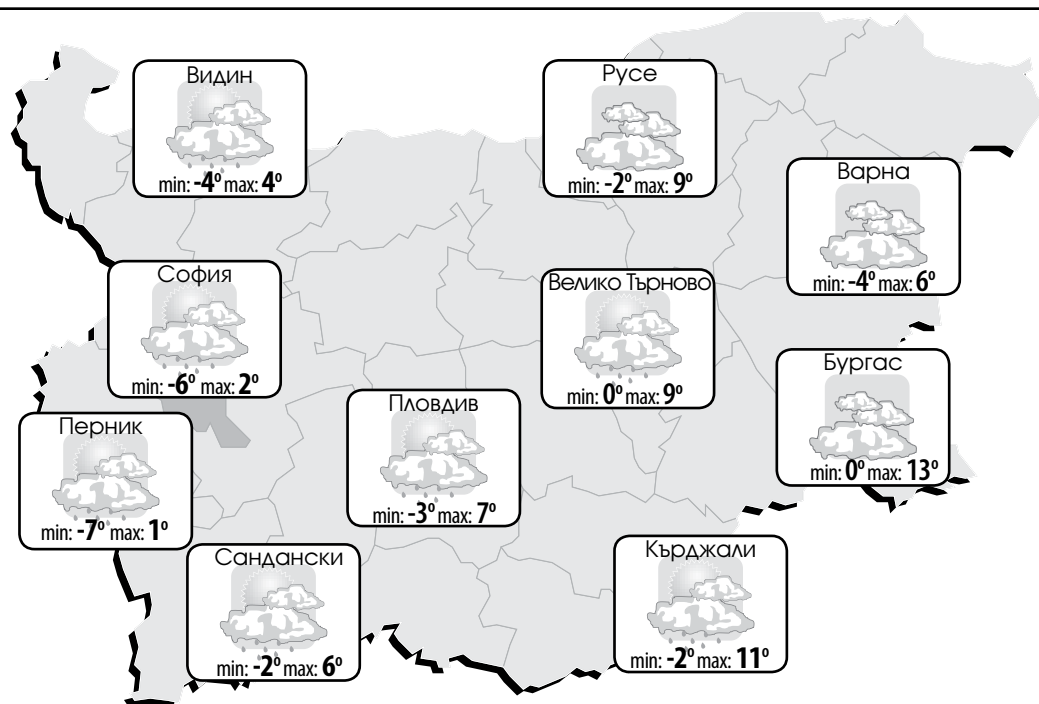 Видин
min: -4° max: 4°
Русе
min: -2° max: 9°
Варна
min: -4° max: 6°
София
min: -6° max: 2°
Велико Търново
min: 0° max: 9°
Бургас
min: 0° max: 13°
Пловдив
min: -3° max: 7°
Перник
min: -7° max: 1°
Сандански
min: -2° max: 6°
Кърджали
min: -2° max: 11°